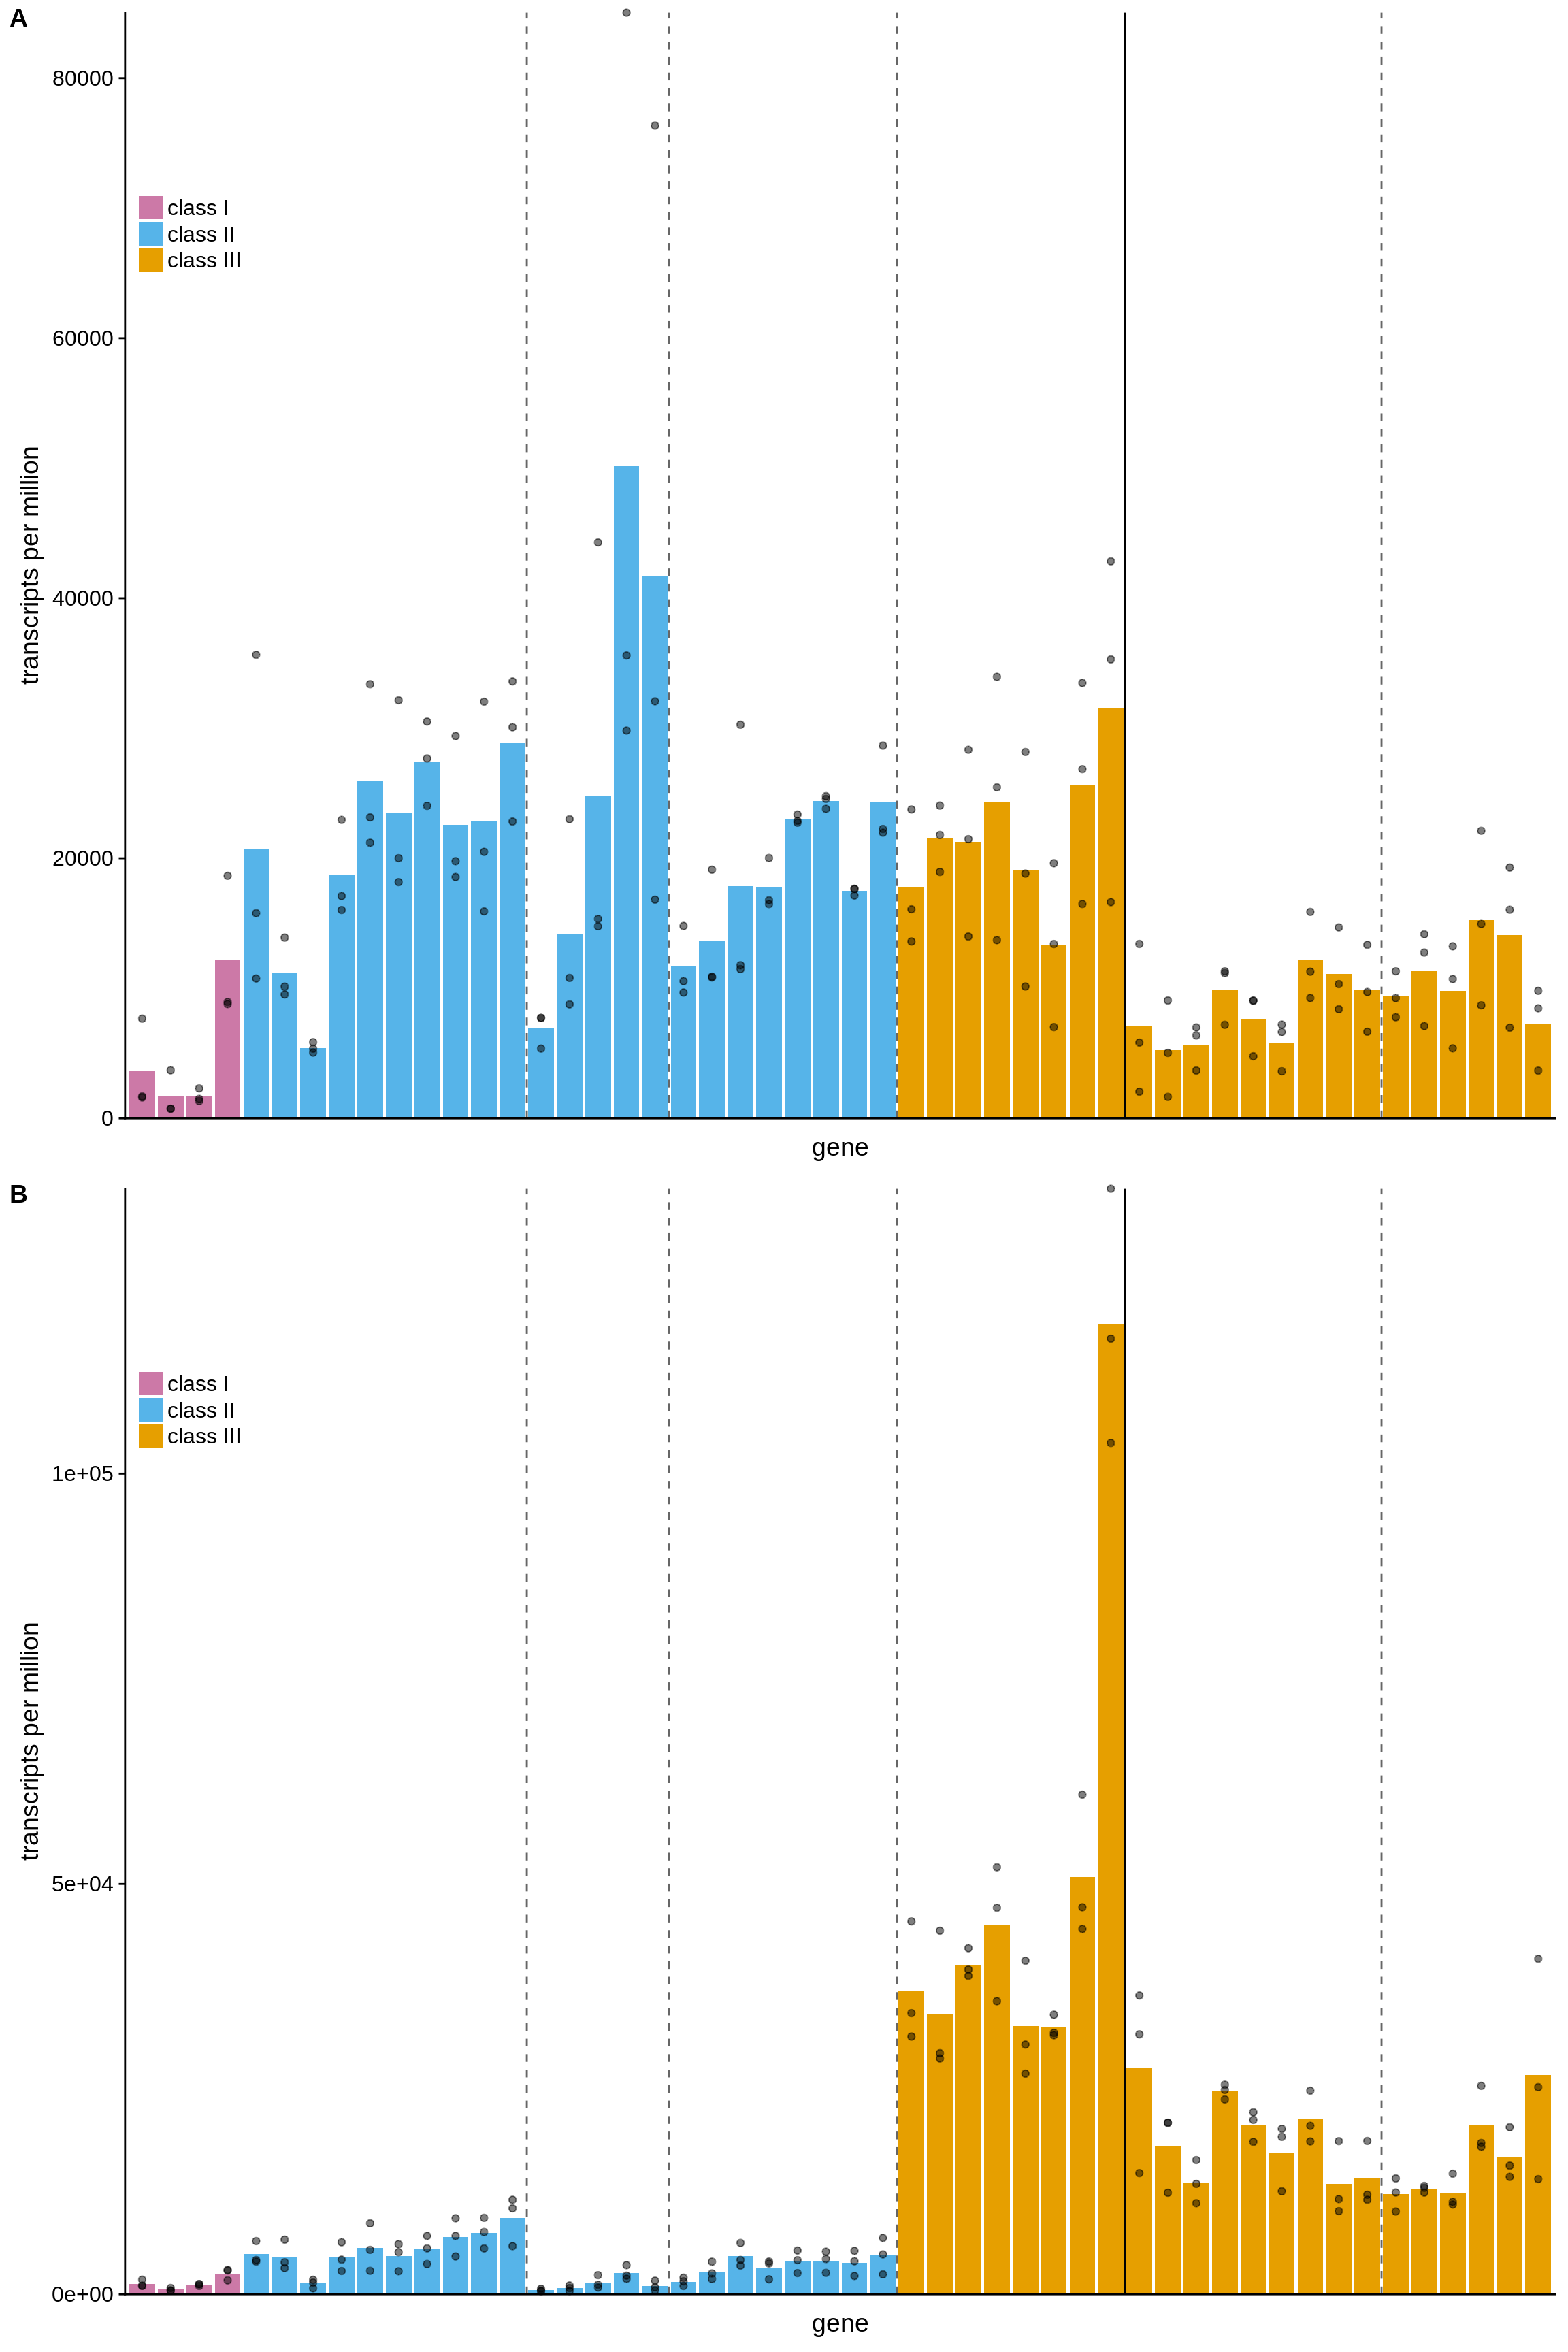 A
80000
class I
class II
class III
60000
transcripts per million
40000
20000
0
gene
B
class I
class II
class III
1e+05
transcripts per million
5e+04
0e+00
gene